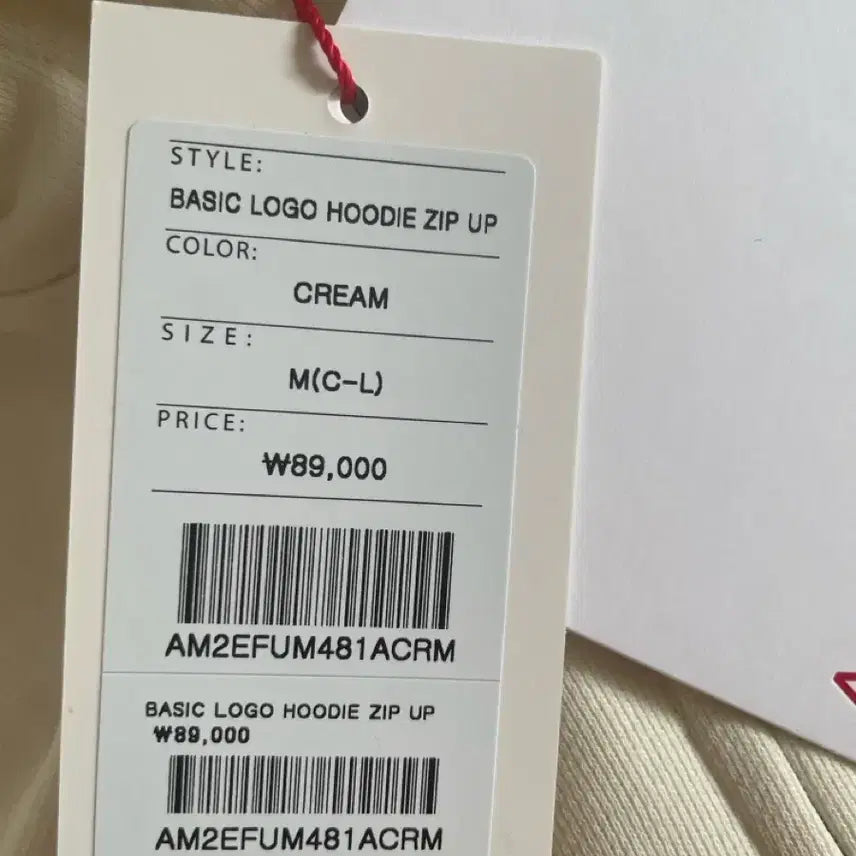 STYLE:
BASIC LOGO HOODIE ZIP UP
COLOR:
CREAM
SIZE:
M(C-L)
PRICE:
₩89,000
AM2EFUM481ACRM
BASIC LOGO HOODIE ZIP UP
₩89,000
AM2EFUM481ACRM